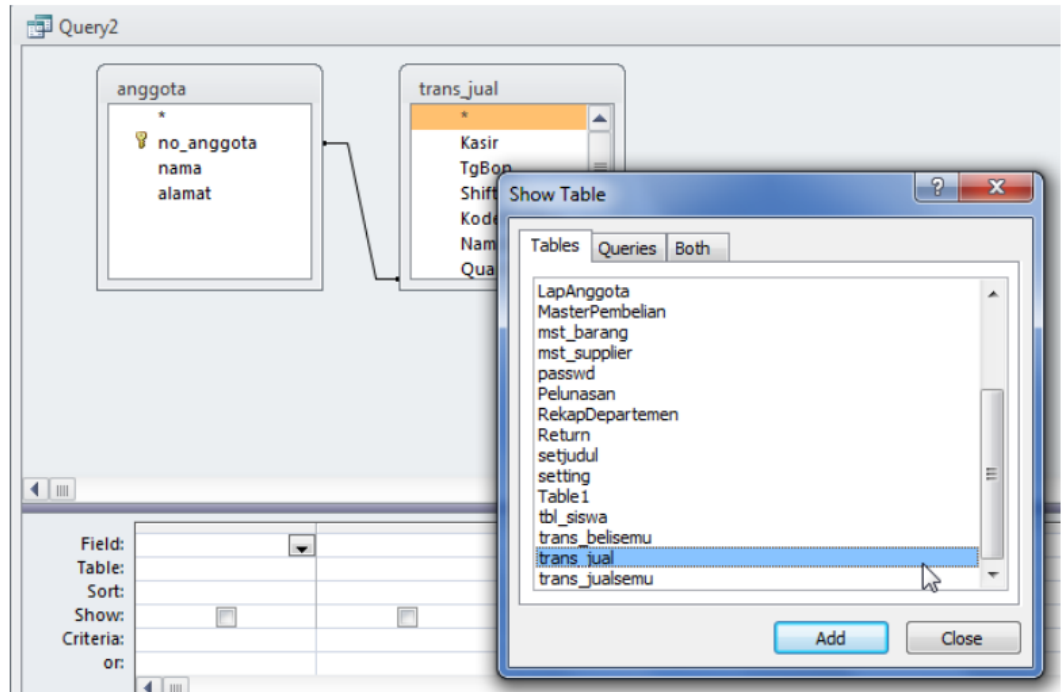 Query2
anggota
*
no_anggota
nama
alamat
trans_jual
*
Kasir
TgBon
Shift
Kode
Nam
Qua
Show Table
Tables
Queries
Both
LapAnggota
MasterPembelian
mst_barang
mst_supplier
passwd
Pelunasan
RekapDepartemen
Return
setjudul
setting
Table1
tbl_siswa
trans_belisemu
trans_jual
trans_jualsemu
Add
Close
Field:
Table:
Sort:
Show:
Criteria:
or: